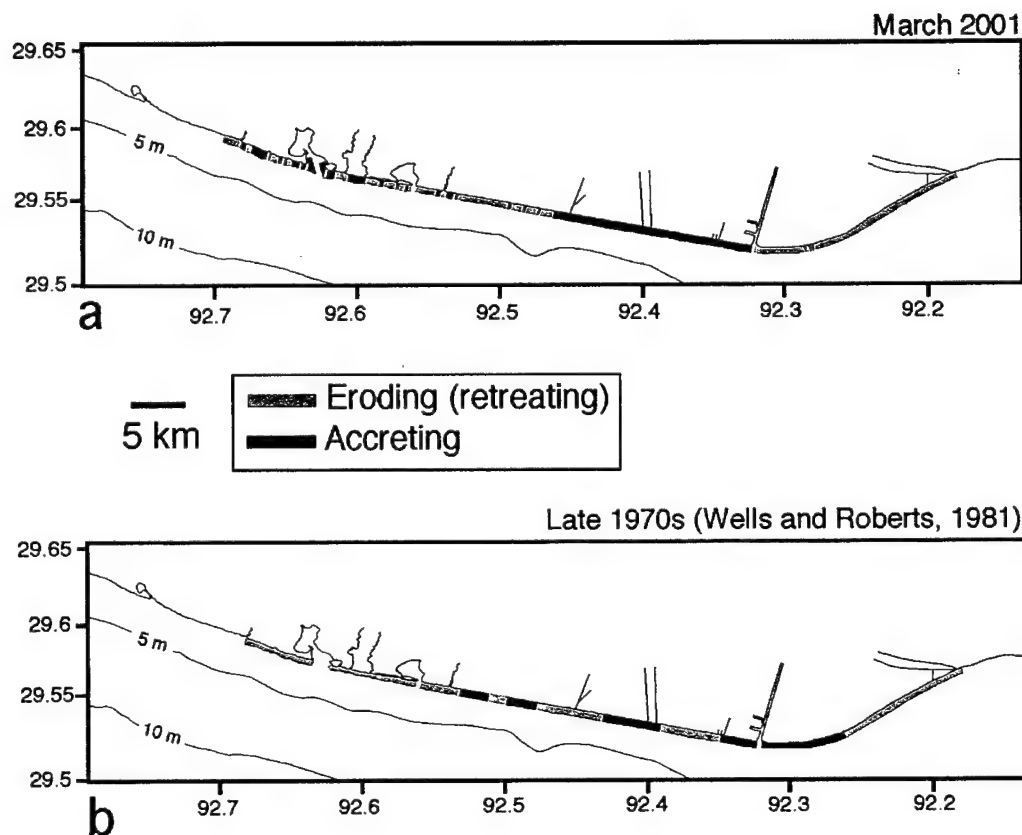 March 2001
29.65
29.6
29.55
29.5
5 m
10 m
92.7 92.6 92.5 92.4 92.3 92.2
a
5 km
Eroding (retreating)
Accreting
Late 1970s (Wells and Roberts, 1981)
29.65
29.6
29.55
29.5
5 m
10 m
92.7 92.6 92.5 92.4 92.3 92.2
b